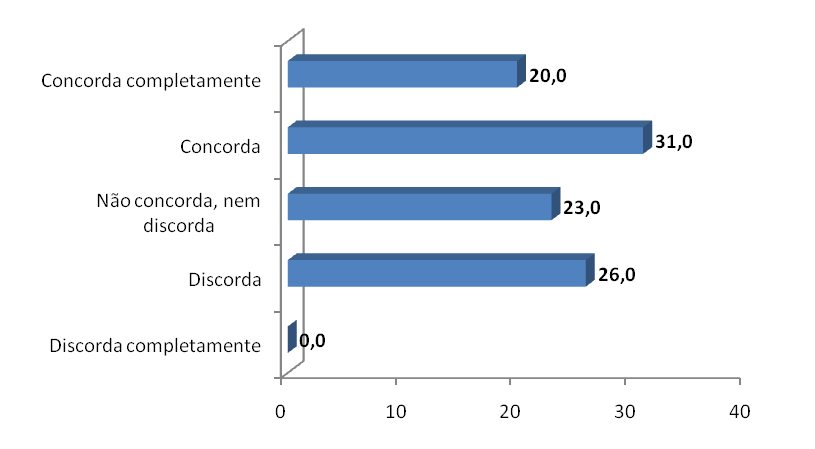 Concorda completamente
20,0
Concorda
31,0
Não concorda, nem
discorda
23,0
Discorda
26,0
Discorda completamente
0,0
0 10 20 30 40